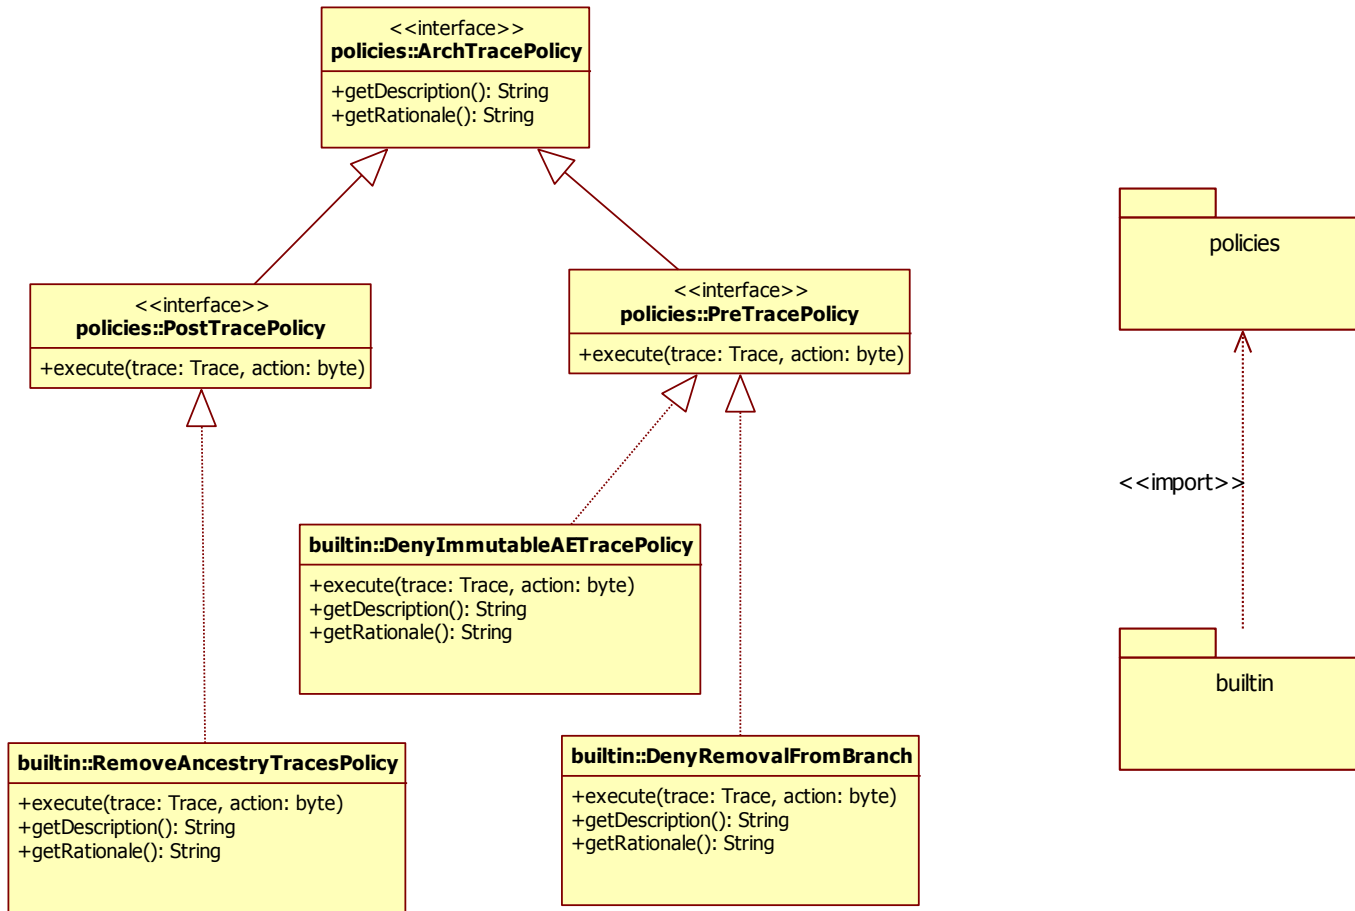 <<interface>>
policies::ArchTracePolicy
+getDescription(): String
+getRationale(): String
<<interface>>
policies::PostTracePolicy
+execute(trace: Trace, action: byte)
<<interface>>
policies::PreTracePolicy
+execute(trace: Trace, action: byte)
builtin::DenyImmutableAETracePolicy
+execute(trace: Trace, action: byte)
+getDescription(): String
+getRationale(): String
builtin::RemoveAncestryTracesPolicy
+execute(trace: Trace, action: byte)
+getDescription(): String
+getRationale(): String
builtin::DenyRemovalFromBranch
+execute(trace: Trace, action: byte)
+getDescription(): String
+getRationale(): String
policies
<<import>>
builtin